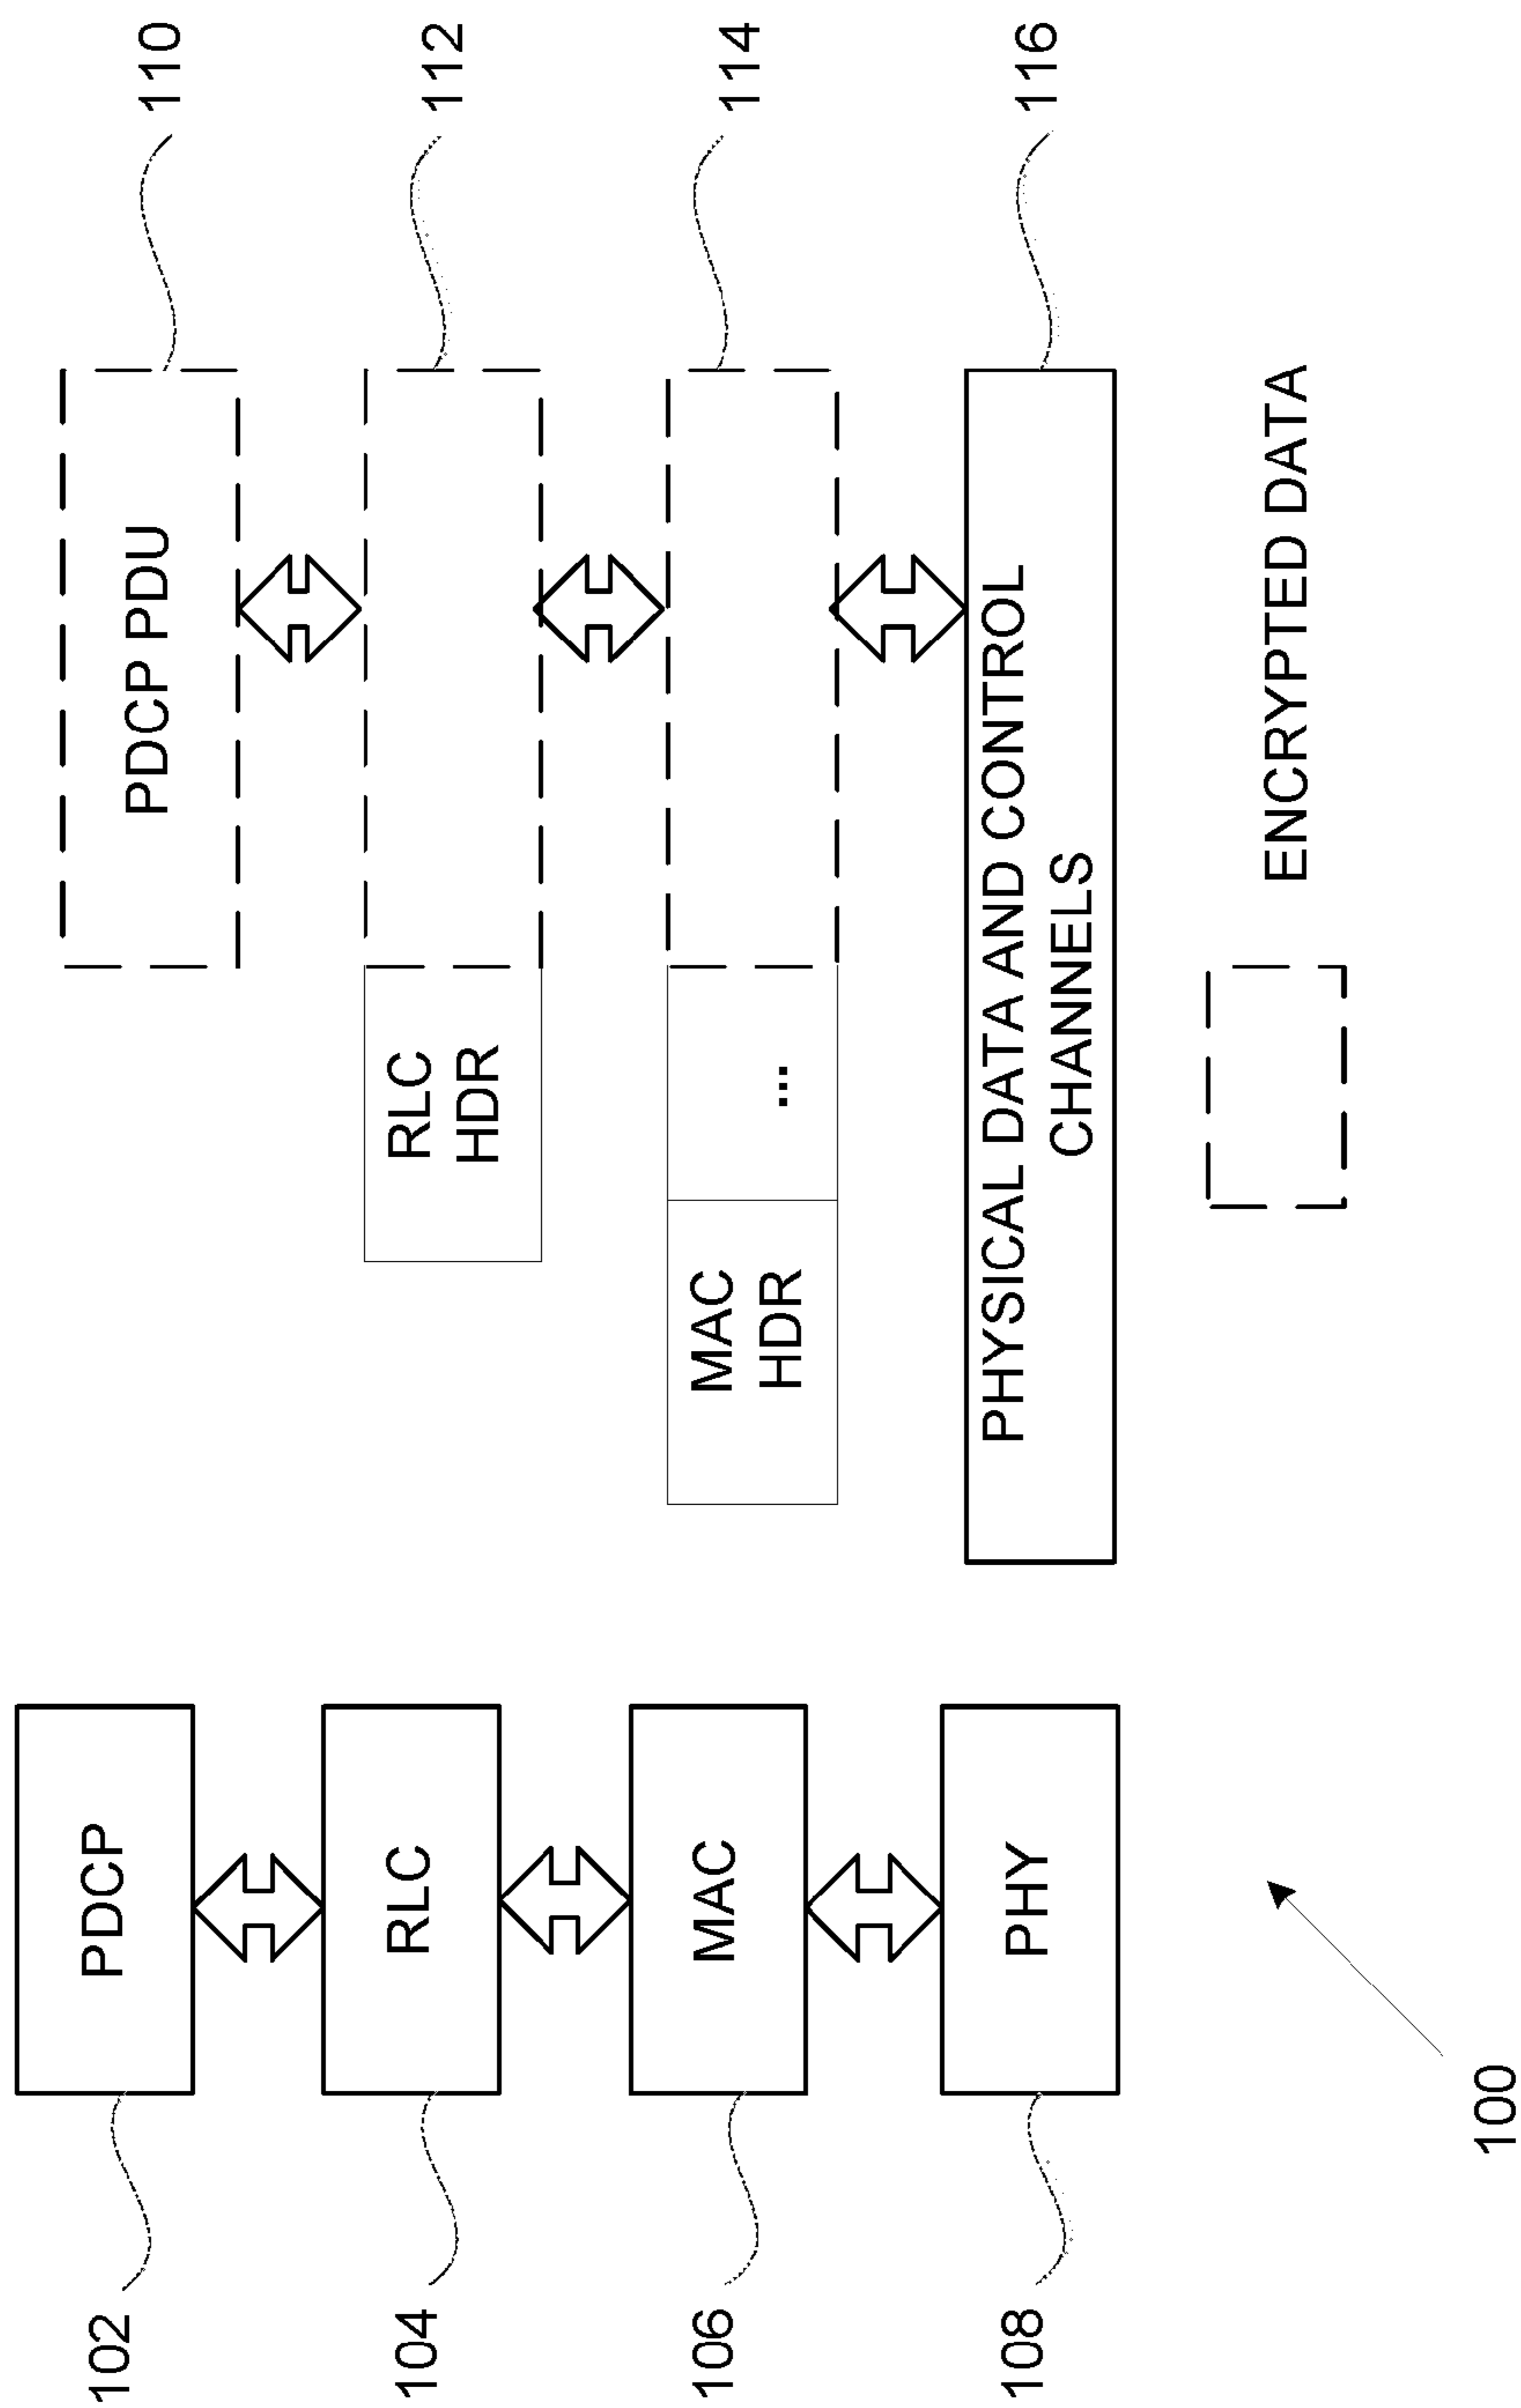 102
PDCP
PDCP PDU
110
104
RLC
RLC
HDR
112
106
MAC
MAC
HDR
...
114
108
PHY
PHYSICAL DATA AND CONTROL
CHANNELS
116
ENCRYPTED DATA
100